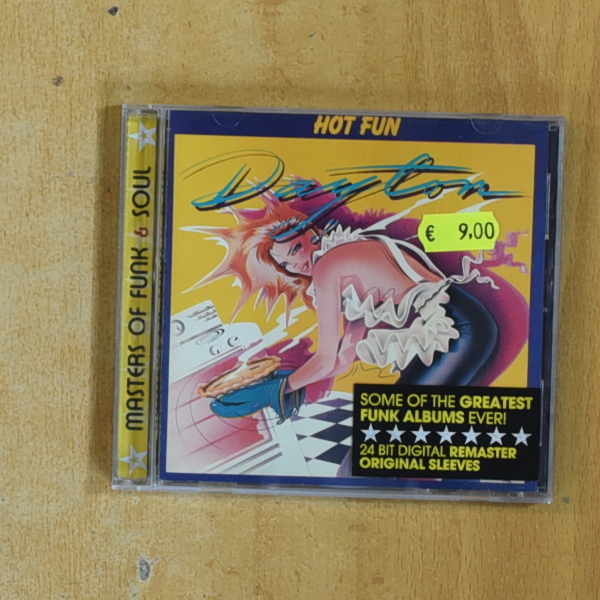 MASTERS OF FUNK & SOUL
HOT FUN
Dayton
€ 9.00
SOME OF THE GREATEST
FUNK ALBUMS EVER!
24 BIT DIGITAL REMASTER
ORIGINAL SLEEVES